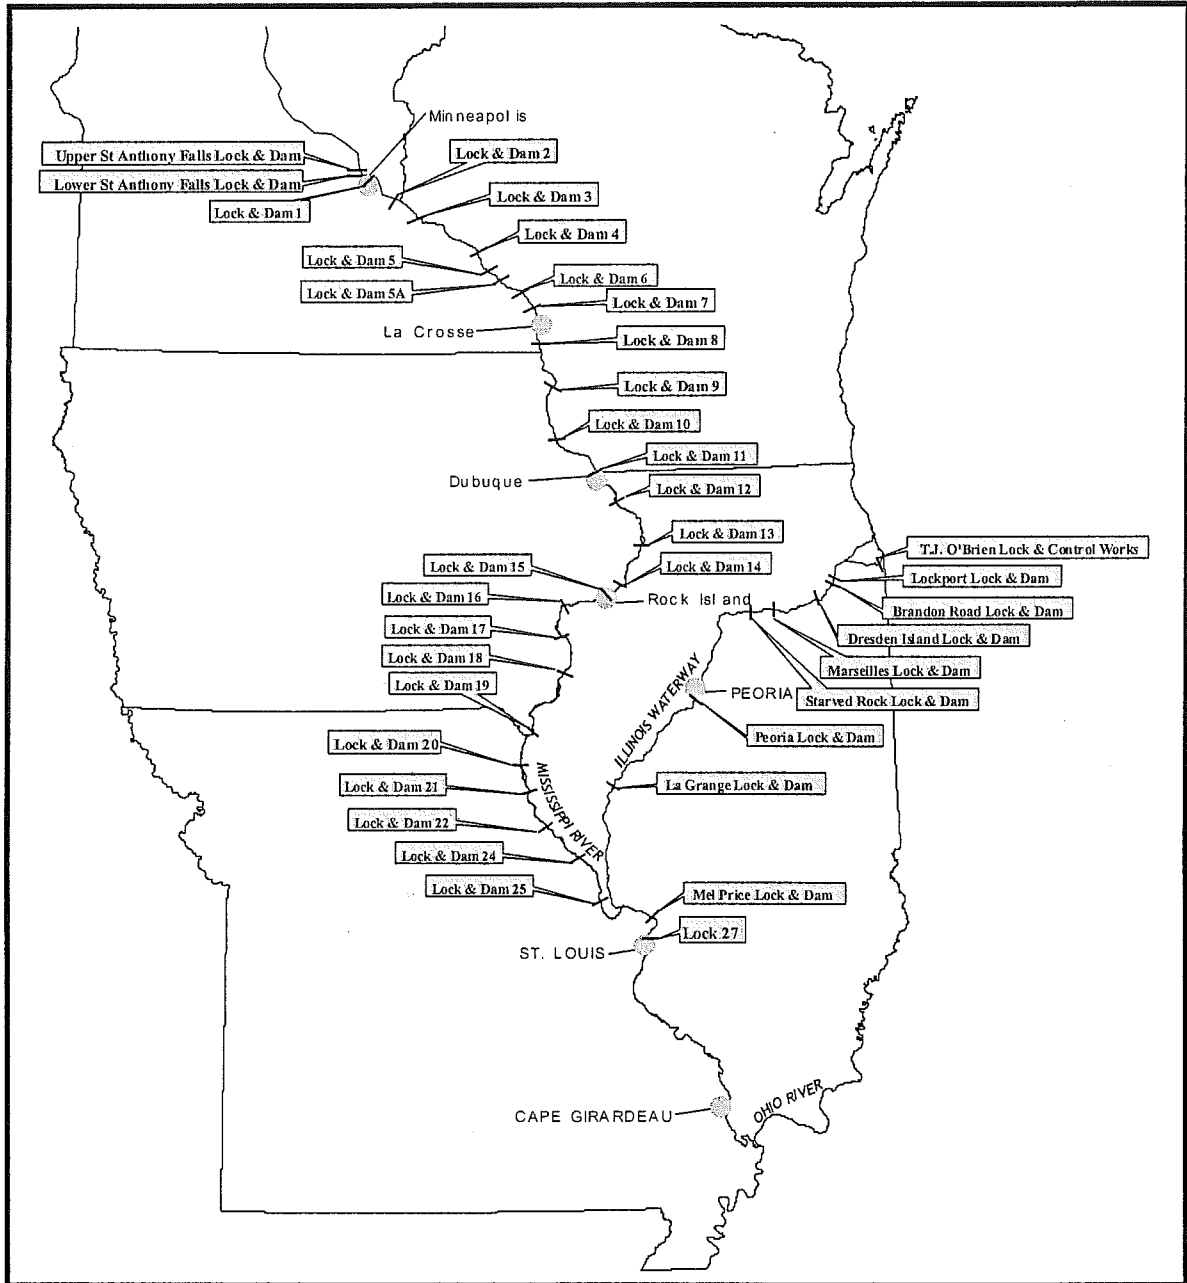 Minneapolis
Upper St Anthony Falls Lock & Dam
Lock & Dam 2
Lower St Anthony Falls Lock & Dam
Lock & Dam 3
Lock & Dam 1
Lock & Dam 4
Lock & Dam 5
Lock & Dam 6
Lock & Dam 5A
Lock & Dam 7
La Crosse
Lock & Dam 8
Lock & Dam 9
Lock & Dam 10
Lock & Dam 11
Dubuque
Lock & Dam 12
Lock & Dam 13
T.J. O'Brien Lock & Control Works
Lock & Dam 15
Lock & Dam 14
Lockport Lock & Dam
Lock & Dam 16
Rock Island
Brandon Road Lock & Dam
Lock & Dam 17
Dresden Island Lock & Dam
Lock & Dam 18
Marseilles Lock & Dam
Lock & Dam 19
ILLINOIS WATERWAY
PEORIA
Starved Rock Lock & Dam
Lock & Dam 20
Peoria Lock & Dam
Lock & Dam 21
MISSISSIPPI RIVER
La Grange Lock & Dam
Lock & Dam 22
Lock & Dam 24
Lock & Dam 25
Mel Price Lock & Dam
Lock 27
ST. LOUIS
CAPE GIRARDEAU
OHIO RIVER